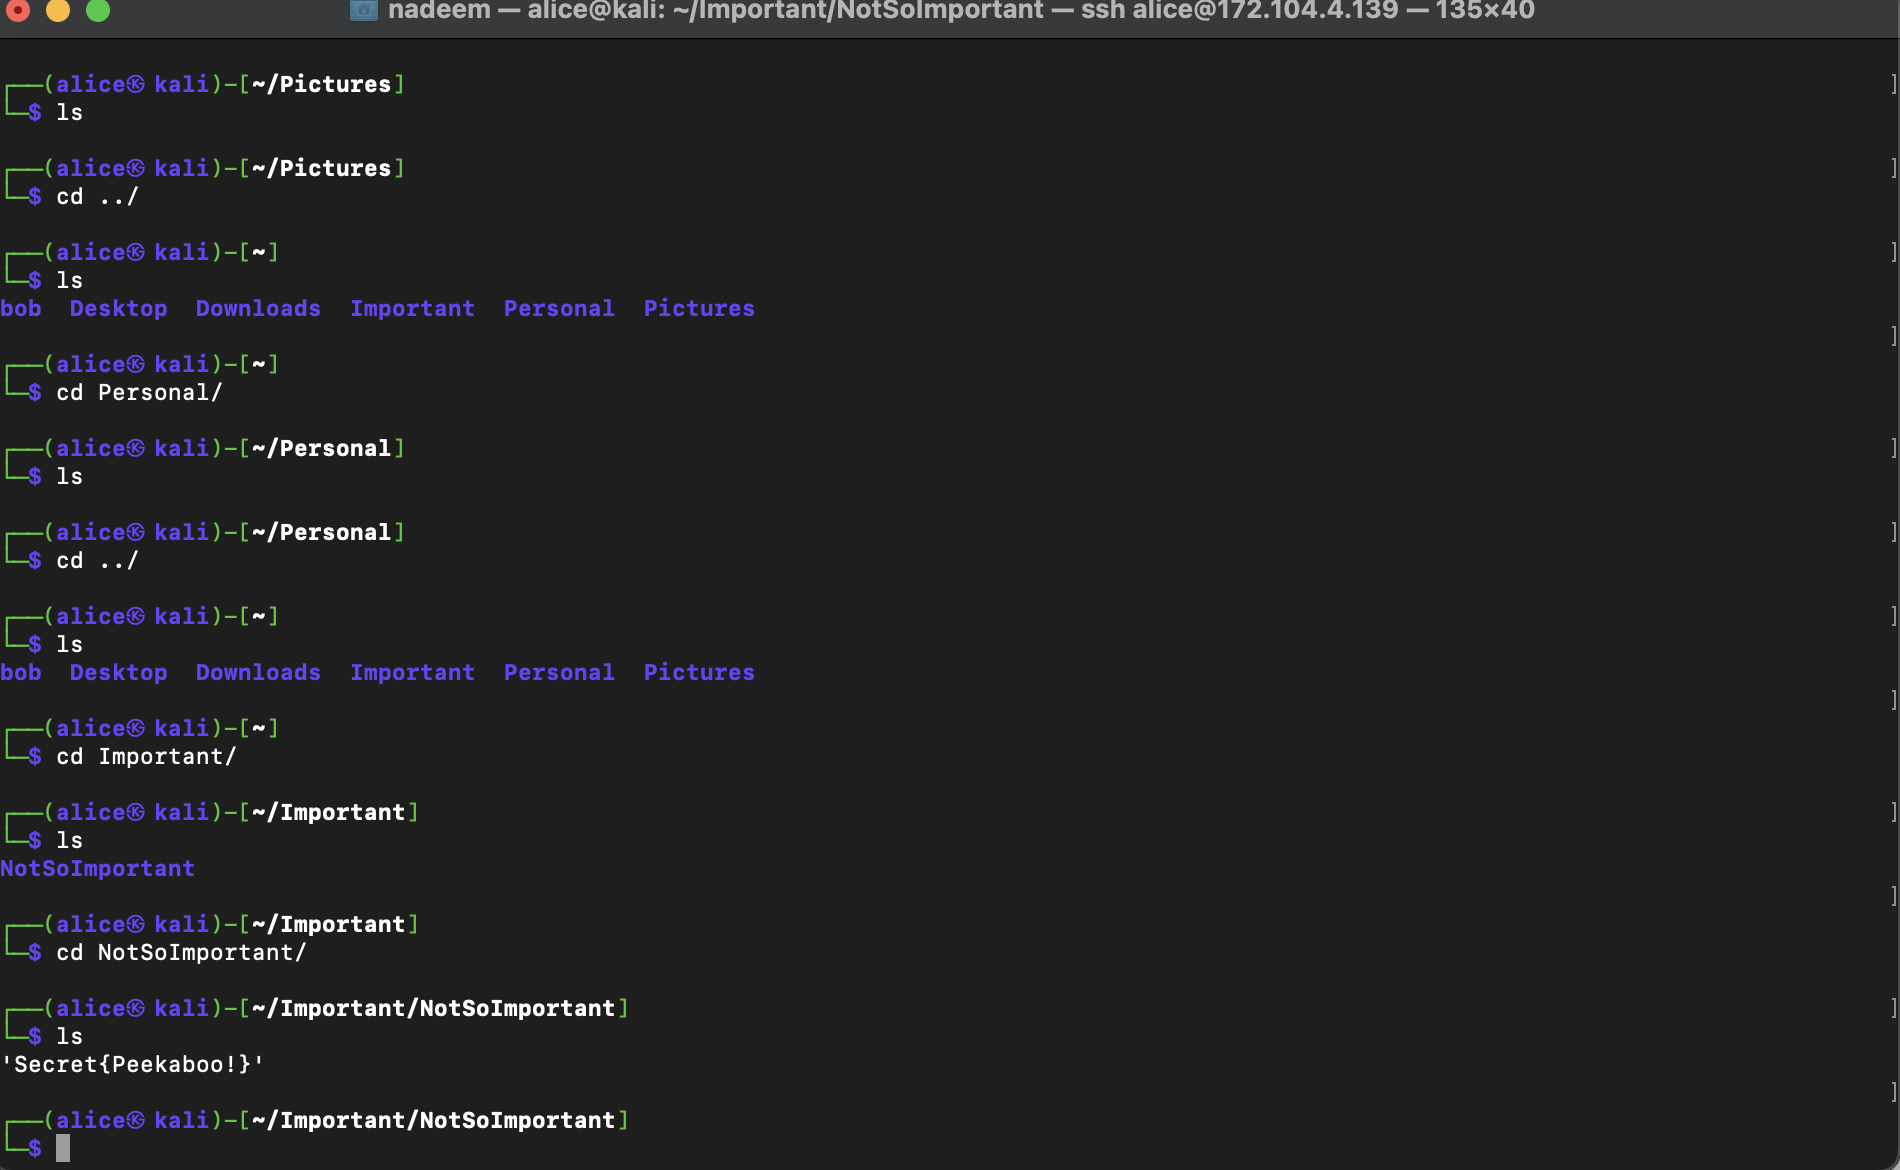 nadeem — alice@kali: ~/Important/NotSoImportant — ssh alice@172.104.4.139 — 135×40
┌──(alice㉿kali)-[~/Pictures]
└─$ ls
┌──(alice㉿kali)-[~/Pictures]
└─$ cd ../
┌──(alice㉿kali)-[~]
└─$ ls
bob  Desktop  Downloads  Important  Personal  Pictures
┌──(alice㉿kali)-[~]
└─$ cd Personal/
┌──(alice㉿kali)-[~/Personal]
└─$ ls
┌──(alice㉿kali)-[~/Personal]
└─$ cd ../
┌──(alice㉿kali)-[~]
└─$ ls
bob  Desktop  Downloads  Important  Personal  Pictures
┌──(alice㉿kali)-[~]
└─$ cd Important/
┌──(alice㉿kali)-[~/Important]
└─$ ls
NotSoImportant
┌──(alice㉿kali)-[~/Important]
└─$ cd NotSoImportant/
┌──(alice㉿kali)-[~/Important/NotSoImportant]
└─$ ls
'Secret{Peekaboo!}'
┌──(alice㉿kali)-[~/Important/NotSoImportant]
└─$